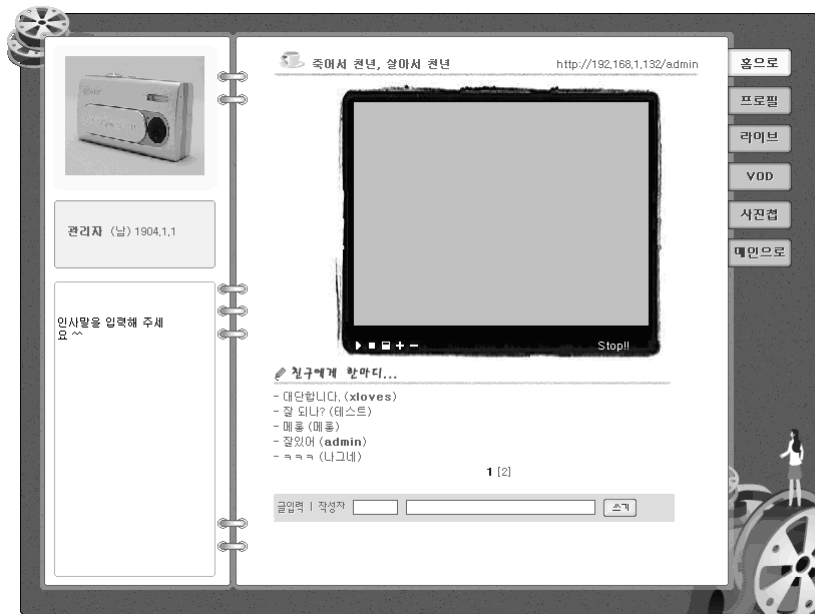 죽어서 천년, 살아서 천년
http://192.168.1.132/admin
홈으로
프로필
라이브
VOD
사진첩
메인으로
관리자 (남) 1904.1.1
인사말을 입력해 주세
요 ^^
Stop!!
친구에게 한마디...
- 대단합니다. (xloves)
- 잘 되나? (테스트)
- 메롱 (메롱)
- 잘있어 (admin)
- ㅋㅋㅋ (나그네)
1 [2]
글입력 | 작성자
쓰기